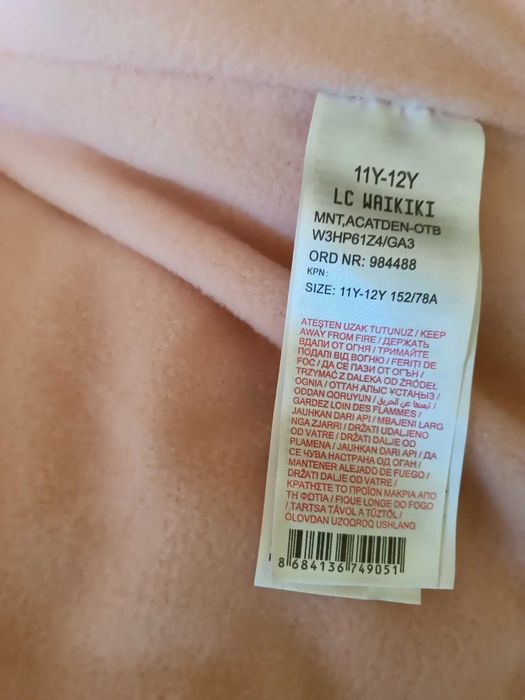 11Y-12Y
LC WAIKIKI
MNT,ACATDEN-OTB
W3HP61Z4/GA3
ORD NR: 984488
KPN:
SIZE: 11Y-12Y 152/78A
ATEŞTEN UZAK TUTUNUZ / KEEP
AWAY FROM FIRE / ДЕРЖАТЬ
ВДАЛИ ОТ ОГНЯ / ТРИМАЙТЕ
ПОДАЛІ ВІД ВОГНЮ / FERIȚI DE
FOC / ДА СЕ ПАЗИ ОТ ОГЪН /
TRZYMAĆ Z DALEKA OD ŹRÓDEŁ
OGNIA / ОТТАН АЛЫС ҰСТАҢЫЗ /
ODDAN QORUYUN / أبعدها عن الحريق /
GARDEZ LOIN DES FLAMMES /
JAUHKAN DARI API / MBAJENI LARG
NGA ZJARRI / DRŽATI UDALJENO
OD VATRE / DRŽATI DALJE OD
PLAMENA / JAUHKAN DARI API / ДА
СЕ ЧУВА НАСТРАНА ОД ОГАН /
MANTENER ALEJADO DE FUEGO /
DRŽATI DALJE OD VATRE /
ΚΡΑΤΗΣΤΕ ΤΟ ΠΡΟΪΟΝ ΜΑΚΡΙΑ ΑΠΟ
ΤΗ ΦΩΤΙΑ / FIQUE LONGE DO FOGO
/ TARTSA TÁVOL A TŰZTŐL /
OLOVDAN UZOQROQ USHLANG
8 684136 749051